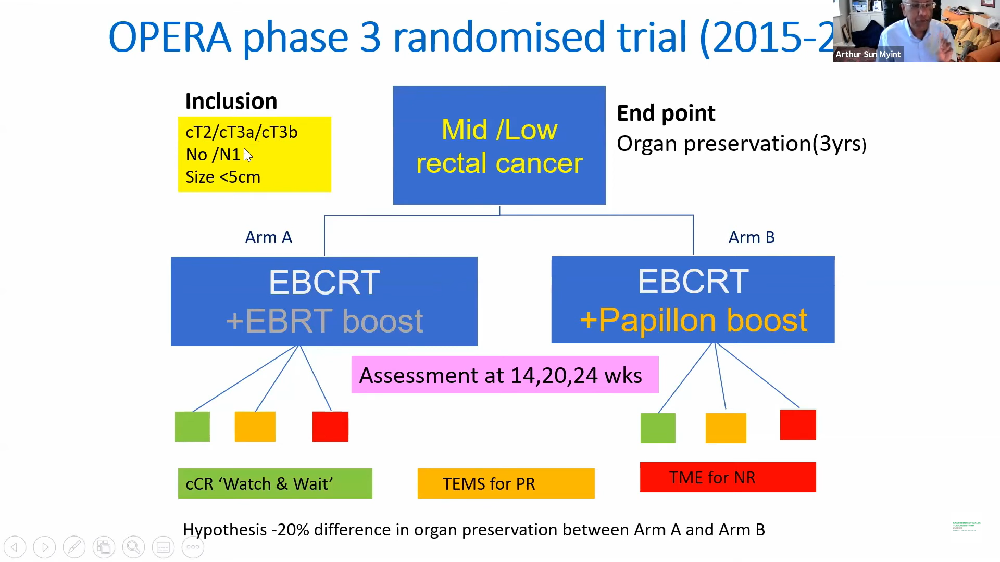 OPERA phase 3 randomised trial (2015-2
Arthur Sun Myint
Inclusion
cT2/cT3a/cT3b
No /N1
Size <5cm
Mid /Low
rectal cancer
End point
Organ preservation(3yrs)
Arm A
Arm B
EBCRT
+EBRT boost
EBCRT
+Papillon boost
Assessment at 14,20,24 wks
cCR ‘Watch & Wait’
TEMS for PR
TME for NR
Hypothesis -20% difference in organ preservation between Arm A and Arm B
GASTROINTESTINALES
TUMORZENTRUM
ZÜRICH